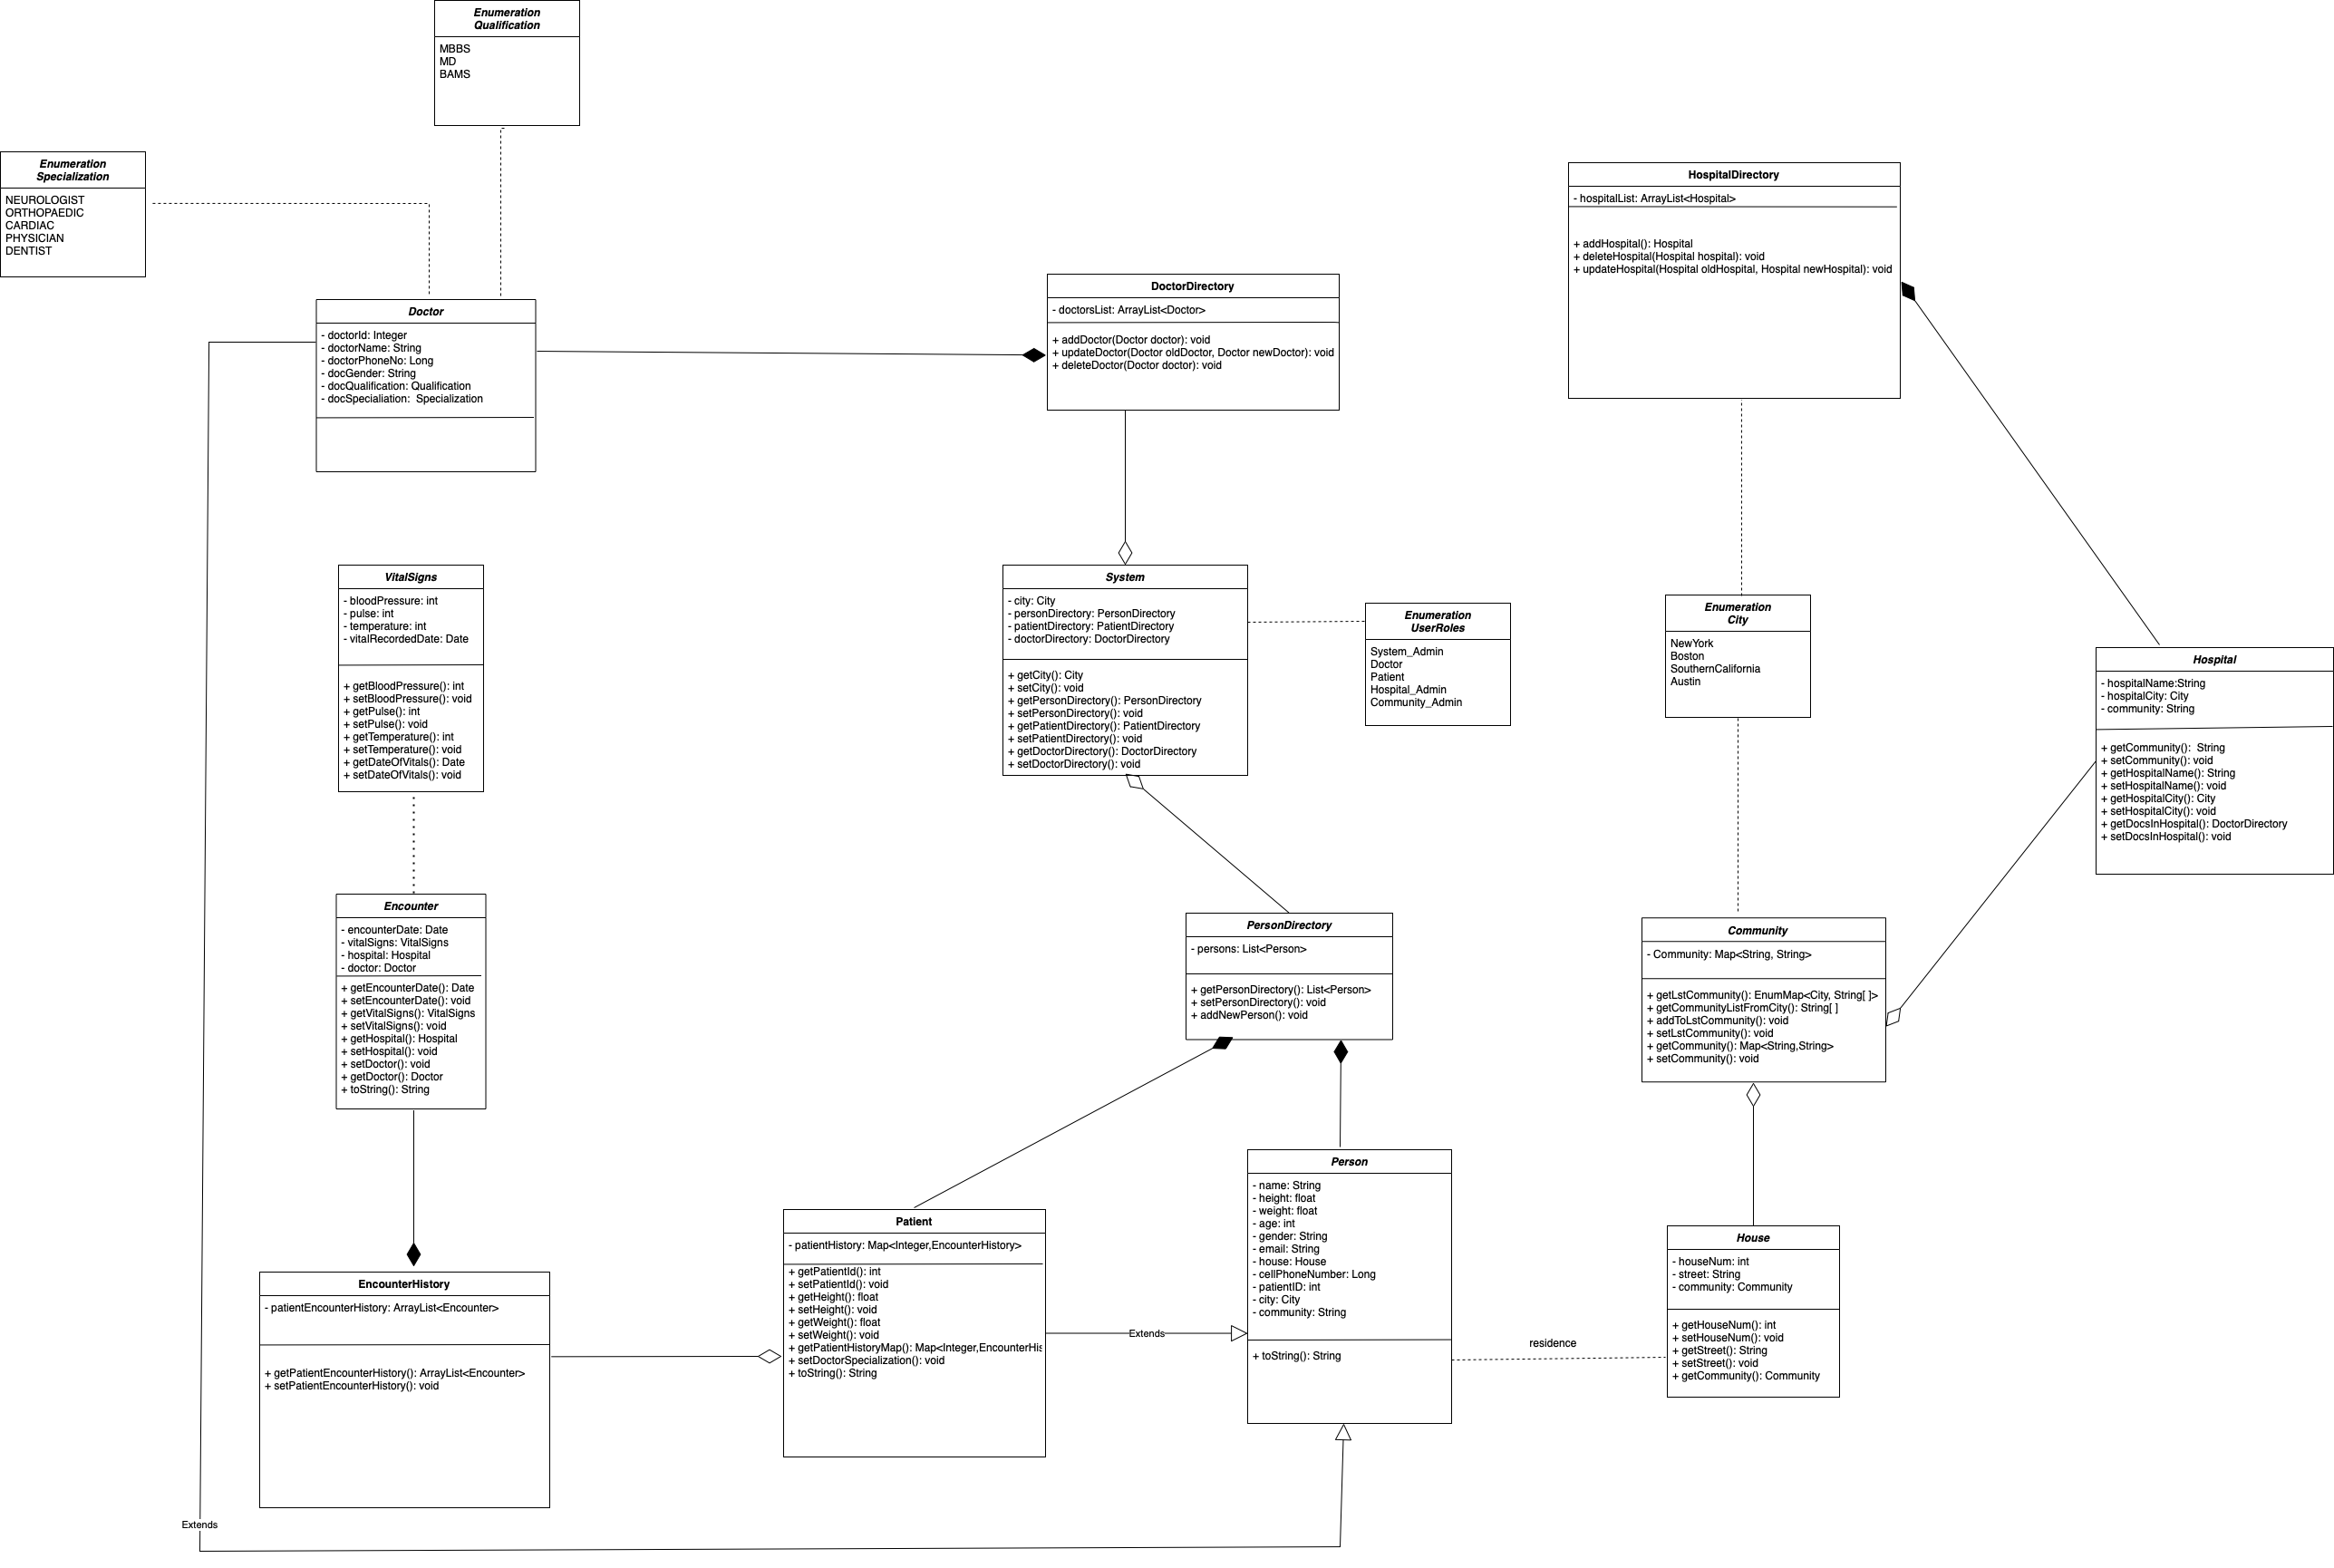 Enumeration
Qualification
MBBS
MD
BAMS
Enumeration
Specialization
NEUROLOGIST
ORTHOPAEDIC
CARDIAC
PHYSICIAN
DENTIST
HospitalDirectory
- hospitalList: ArrayList<Hospital>
+ addHospital(): Hospital
+ deleteHospital(Hospital hospital): void
+ updateHospital(Hospital oldHospital, Hospital newHospital): void
DoctorDirectory
- doctorsList: ArrayList<Doctor>
+ addDoctor(Doctor doctor): void
+ updateDoctor(Doctor oldDoctor, Doctor newDoctor): void
+ deleteDoctor(Doctor doctor): void
Doctor
- doctorId: Integer
- doctorName: String
- doctorPhoneNo: Long
- docGender: String
- docQualification: Qualification
- docSpecialiation:  Specialization
VitalSigns
- bloodPressure: int
- pulse: int
- temperature: int
- vitalRecordedDate: Date
+ getBloodPressure(): int
+ setBloodPressure(): void
+ getPulse(): int
+ setPulse(): void
+ getTemperature(): int
+ setTemperature(): void
+ getDateOfVitals(): Date
+ setDateOfVitals(): void
System
- city: City
- personDirectory: PersonDirectory
- patientDirectory: PatientDirectory
- doctorDirectory: DoctorDirectory
+ getCity(): City
+ setCity(): void
+ getPersonDirectory(): PersonDirectory
+ setPersonDirectory(): void
+ getPatientDirectory(): PatientDirectory
+ setPatientDirectory(): void
+ getDoctorDirectory(): DoctorDirectory
+ setDoctorDirectory(): void
Enumeration
UserRoles
System_Admin
Doctor
Patient
Hospital_Admin
Community_Admin
Enumeration
City
NewYork
Boston
SouthernCalifornia
Austin
Hospital
- hospitalName:String
- hospitalCity: City
- community: String
+ getCommunity():  String
+ setCommunity(): void
+ getHospitalName(): String
+ setHospitalName(): void
+ getHospitalCity(): City
+ setHospitalCity(): void
+ getDocsInHospital(): DoctorDirectory
+ setDocsInHospital(): void
Encounter
- encounterDate: Date
- vitalSigns: VitalSigns
- hospital: Hospital
- doctor: Doctor
+ getEncounterDate(): Date
+ setEncounterDate(): void
+ getVitalSigns(): VitalSigns
+ setVitalSigns(): void
+ getHospital(): Hospital
+ setHospital(): void
+ setDoctor(): void
+ getDoctor(): Doctor
+ toString(): String
PersonDirectory
- persons: List<Person>
+ getPersonDirectory(): List<Person>
+ setPersonDirectory(): void
+ addNewPerson(): void
Community
- Community: Map<String, String>
+ getLstCommunity(): EnumMap<City, String[ ]>
+ getCommunityListFromCity(): String[ ]
+ addToLstCommunity(): void
+ setLstCommunity(): void
+ getCommunity(): Map<String,String>
+ setCommunity(): void
EncounterHistory
- patientEncounterHistory: ArrayList<Encounter>
+ getPatientEncounterHistory(): ArrayList<Encounter>
+ setPatientEncounterHistory(): void
Patient
- patientHistory: Map<Integer,EncounterHistory>
+ getPatientId(): int
+ setPatientId(): void
+ getHeight(): float
+ setHeight(): void
+ getWeight(): float
+ setWeight(): void
+ getPatientHistoryMap(): Map<Integer,EncounterHis
+ setDoctorSpecialization(): void
+ toString(): String
Extends
Person
- name: String
- height: float
- weight: float
- age: int
- gender: String
- email: String
- house: House
- cellPhoneNumber: Long
- patientID: int
- city: City
- community: String
+ toString(): String
residence
House
- houseNum: int
- street: String
- community: Community
+ getHouseNum(): int
+ setHouseNum(): void
+ getStreet(): String
+ setStreet(): void
+ getCommunity(): Community
Extends